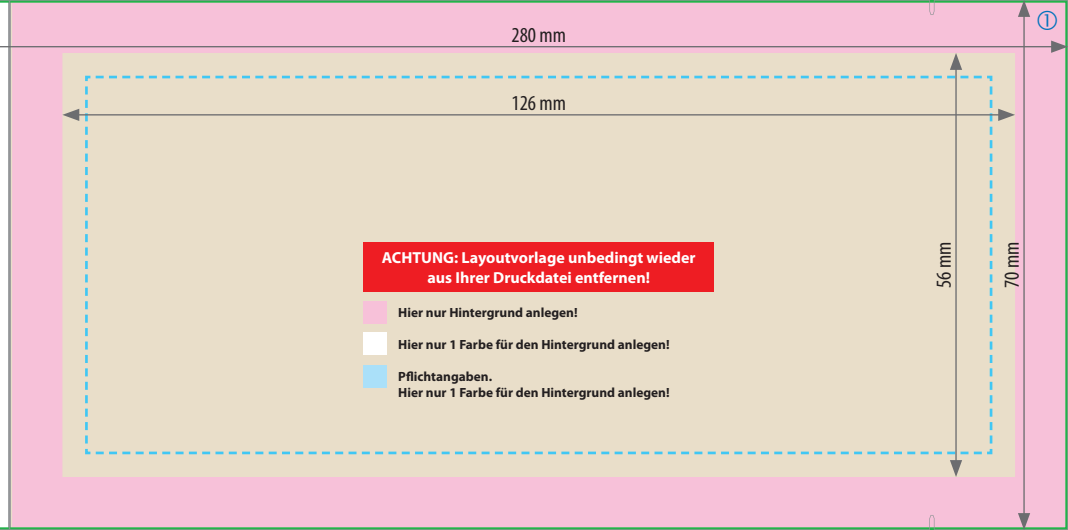 ①
280 mm
126 mm
56 mm
70 mm
ACHTUNG: Layoutvorlage unbedingt wieder
aus Ihrer Druckdatei entfernen!
Hier nur Hintergrund anlegen!
Hier nur 1 Farbe für den Hintergrund anlegen!
Pflichtangaben.
Hier nur 1 Farbe für den Hintergrund anlegen!